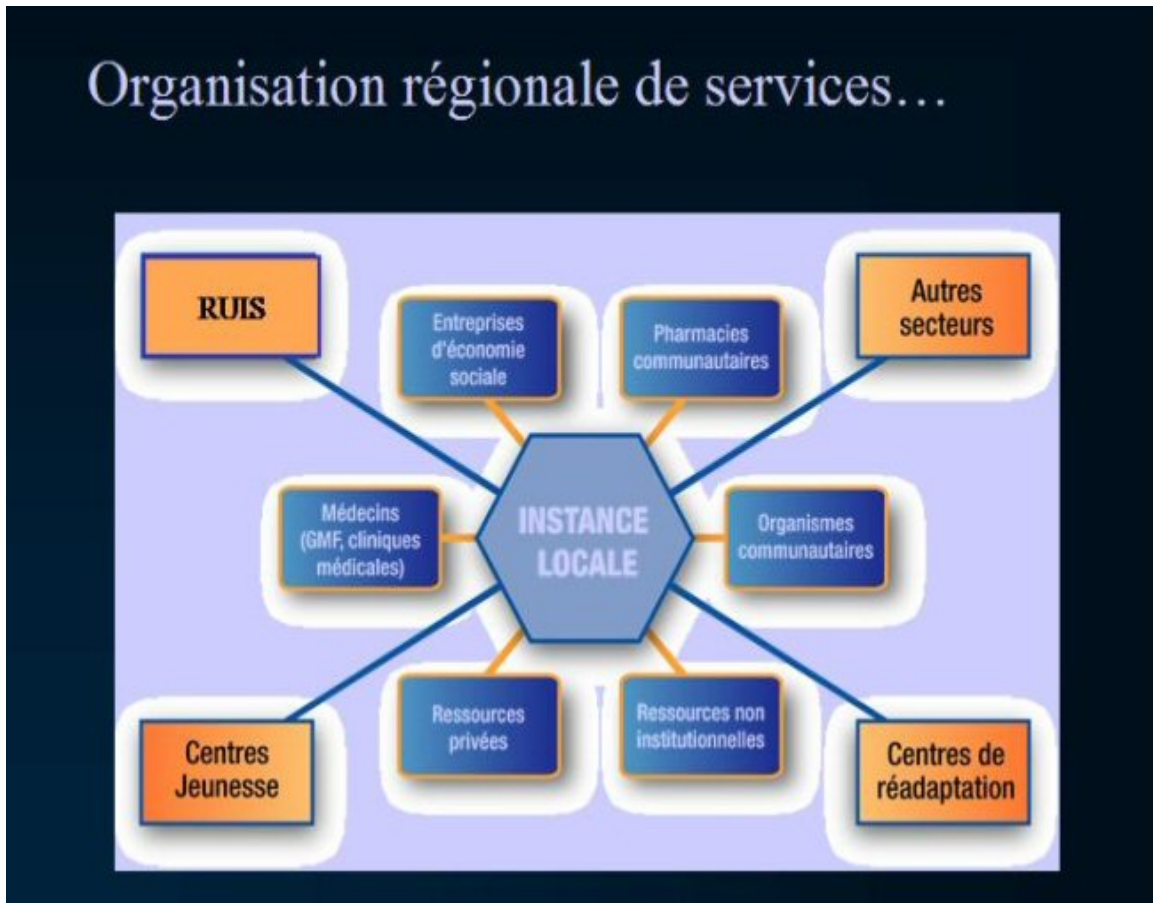 Organisation régionale de services...
RUIS
Entreprises
d'économie
sociale
Pharmacies
communautaires
Autres
secteurs
Médecins
(GMF, cliniques
médicales)
INSTANCE
LOCALE
Organismes
communautaires
Centres
Jeunesse
Ressources
privées
Ressources non
institutionnelles
Centres de
réadaptation